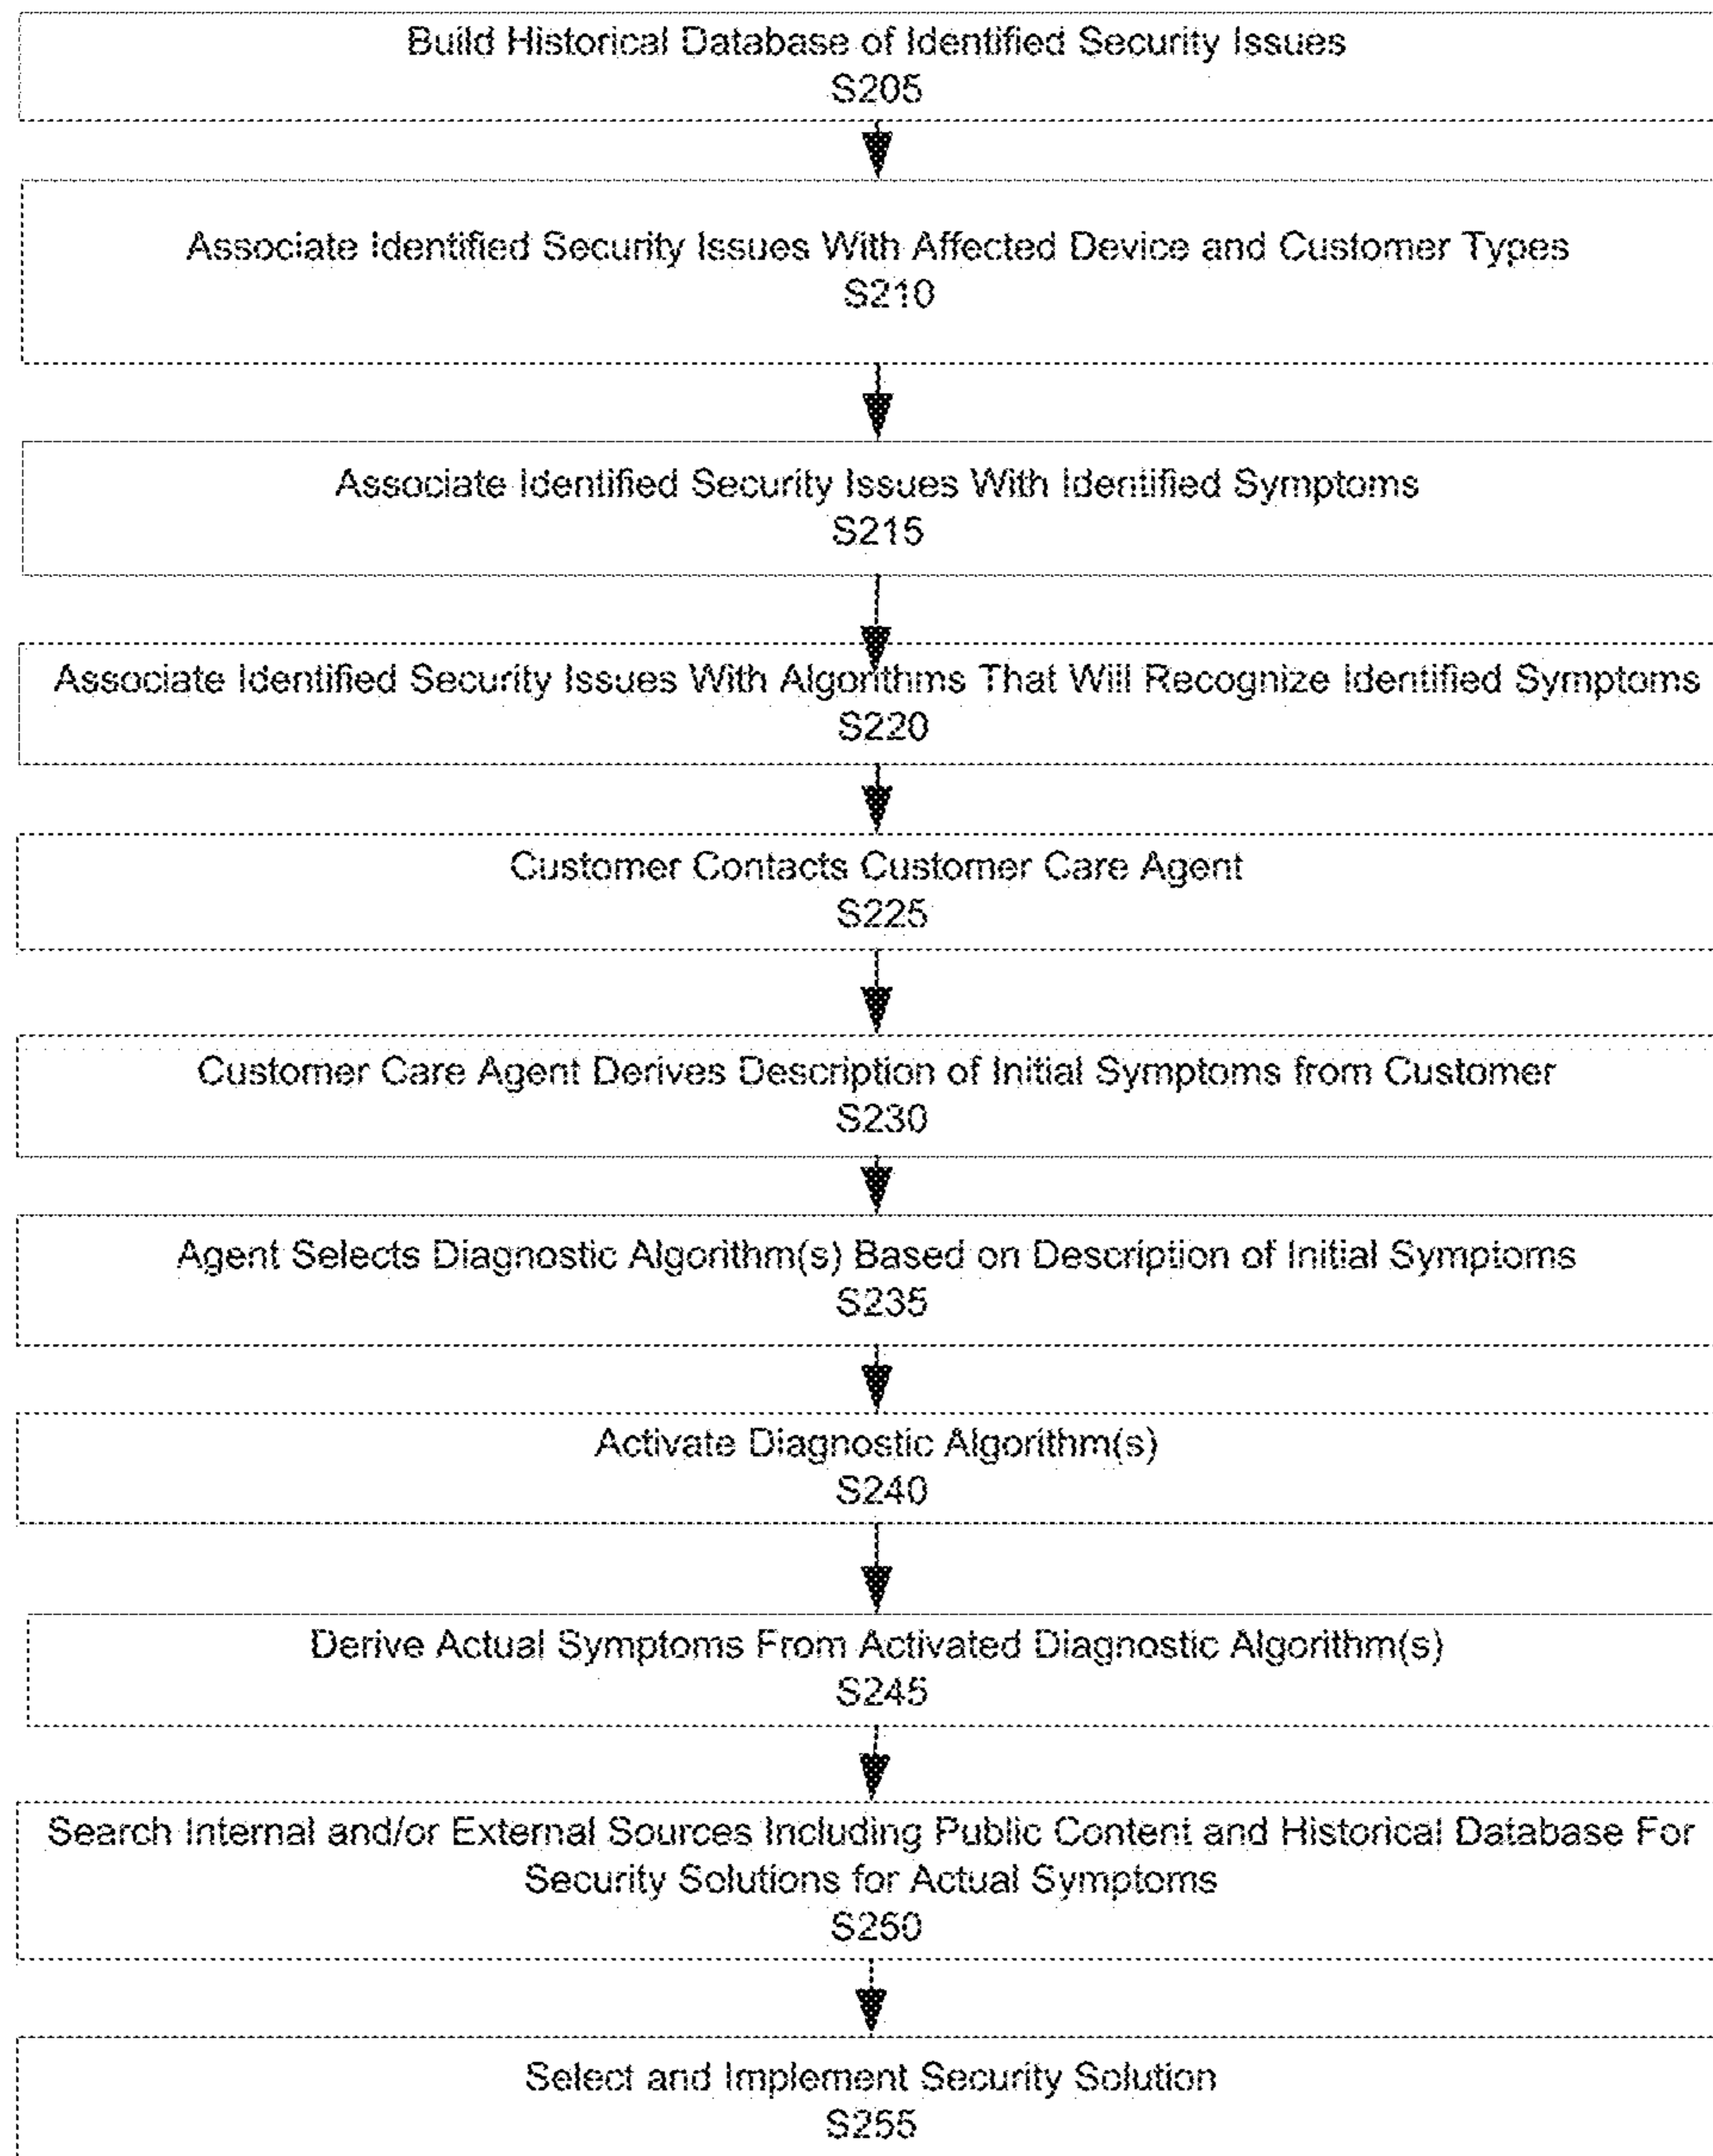 Build Historical Database of Identified Security Issues
S205
Associate Identified Security Issues With Affected Device and Customer Types
S210
Associate Identified Security Issues With Identified Symptoms
S215
Associate Identified Security Issues With Algorithms That Will Recognize Identified Symptoms
S220
Customer Contacts Customer Care Agent
S225
Customer Care Agent Derives Description of Initial Symptoms from Customer
S230
Agent Selects Diagnostic Algorithm(s) Based on Description of Initial Symptoms
S235
Activate Diagnostic Algorithm(s)
S240
Derive Actual Symptoms From Activated Diagnostic Algorithm(s)
S245
Search Internal and/or External Sources Including Public Content and Historical Database For
Security Solutions for Actual Symptoms
S250
Select and Implement Security Solution
S255